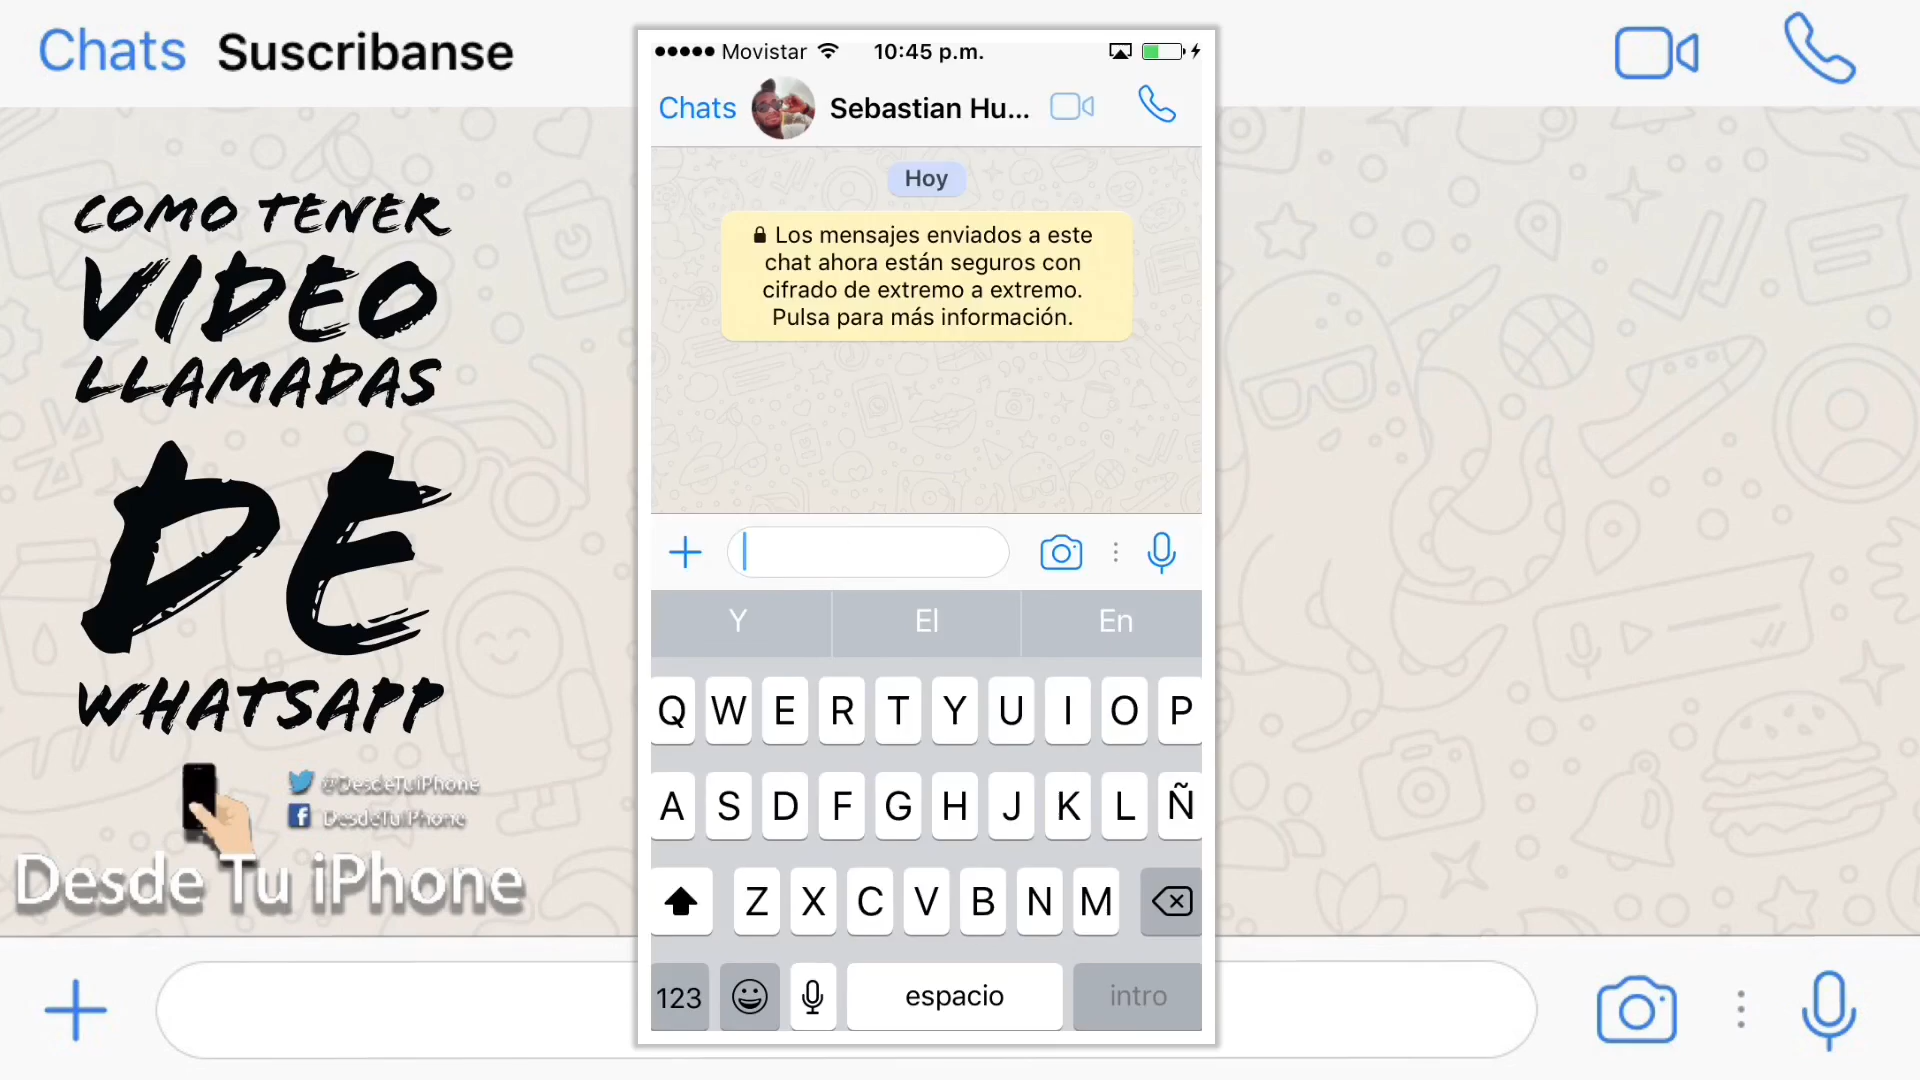 Chats Suscribanse
COMO TENER
VIDEO
LLAMADAS
DE
WHATSAPP
@DesdeTuiPhone
DesdeTuiPhone
Desde Tu iPhone
Movistar 10:45 p.m.
Chats Sebastian Hu...
Hoy
Los mensajes enviados a este
chat ahora están seguros con
cifrado de extremo a extremo.
Pulsa para más información.
Y El En
Q W E R T Y U I O P
A S D F G H J K L Ñ
Z X C V B N M
123 espacio intro